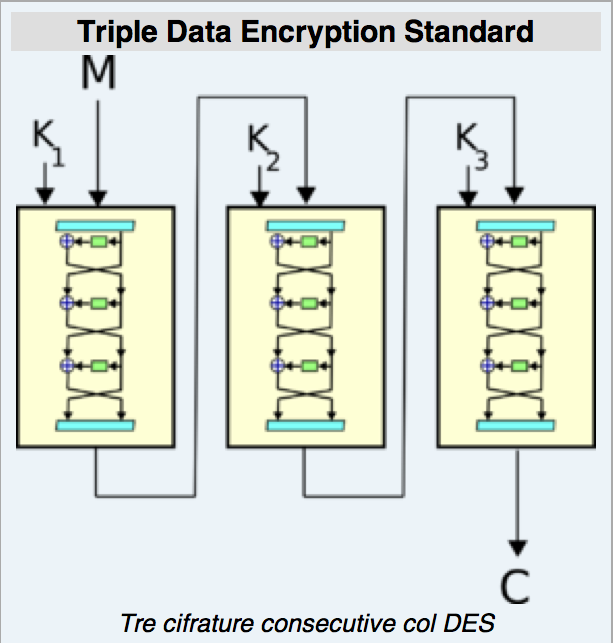 Triple Data Encryption Standard
M
K1
K2
K3
C
Tre cifrature consecutive col DES